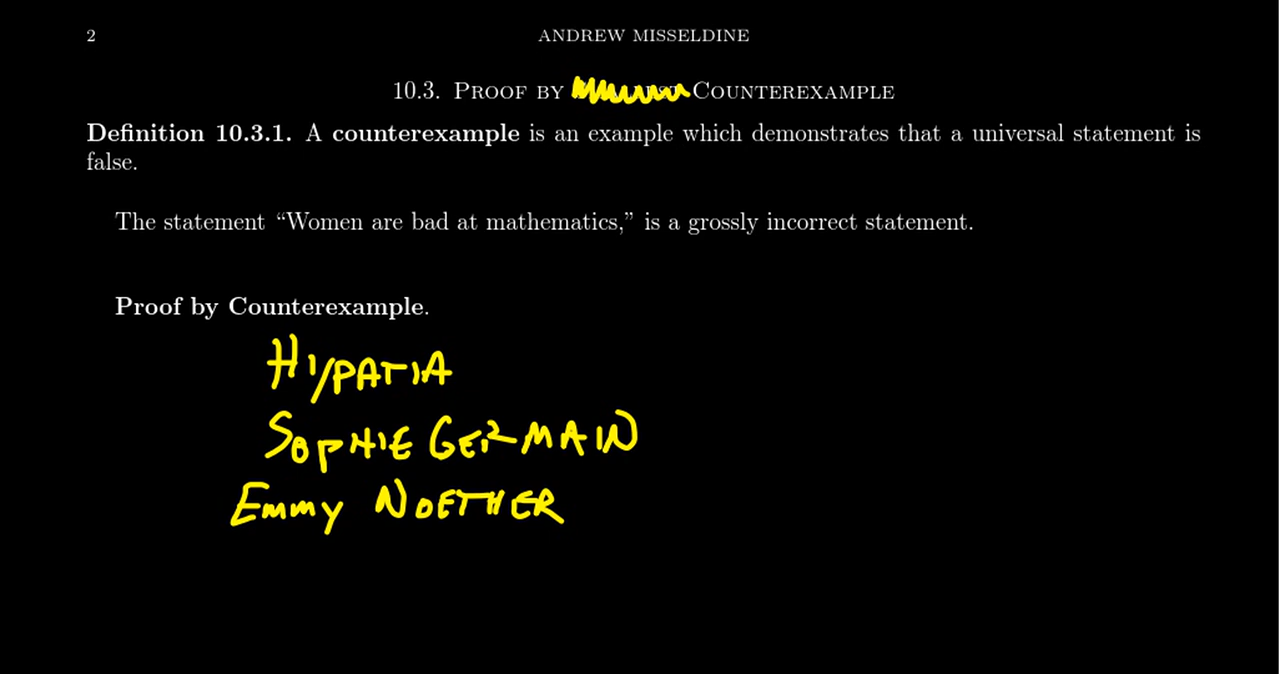 2
ANDREW MISSELDINE
10.3. PROOF BY COUNTEREXAMPLE
Definition 10.3.1. A counterexample is an example which demonstrates that a universal statement is
false.
The statement “Women are bad at mathematics,” is a grossly incorrect statement.
Proof by Counterexample.
HYPATIA
SOPHIE GERMAIN
Emmy NOETHER